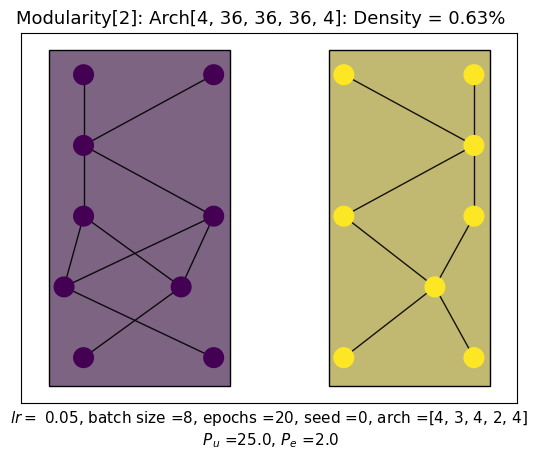 Modularity[2]: Arch[4, 36, 36, 36, 4]: Density = 0.63%
lr = 0.05, batch size =8, epochs =20, seed =0, arch =[4, 3, 4, 2, 4]
P_u =25.0, P_e =2.0